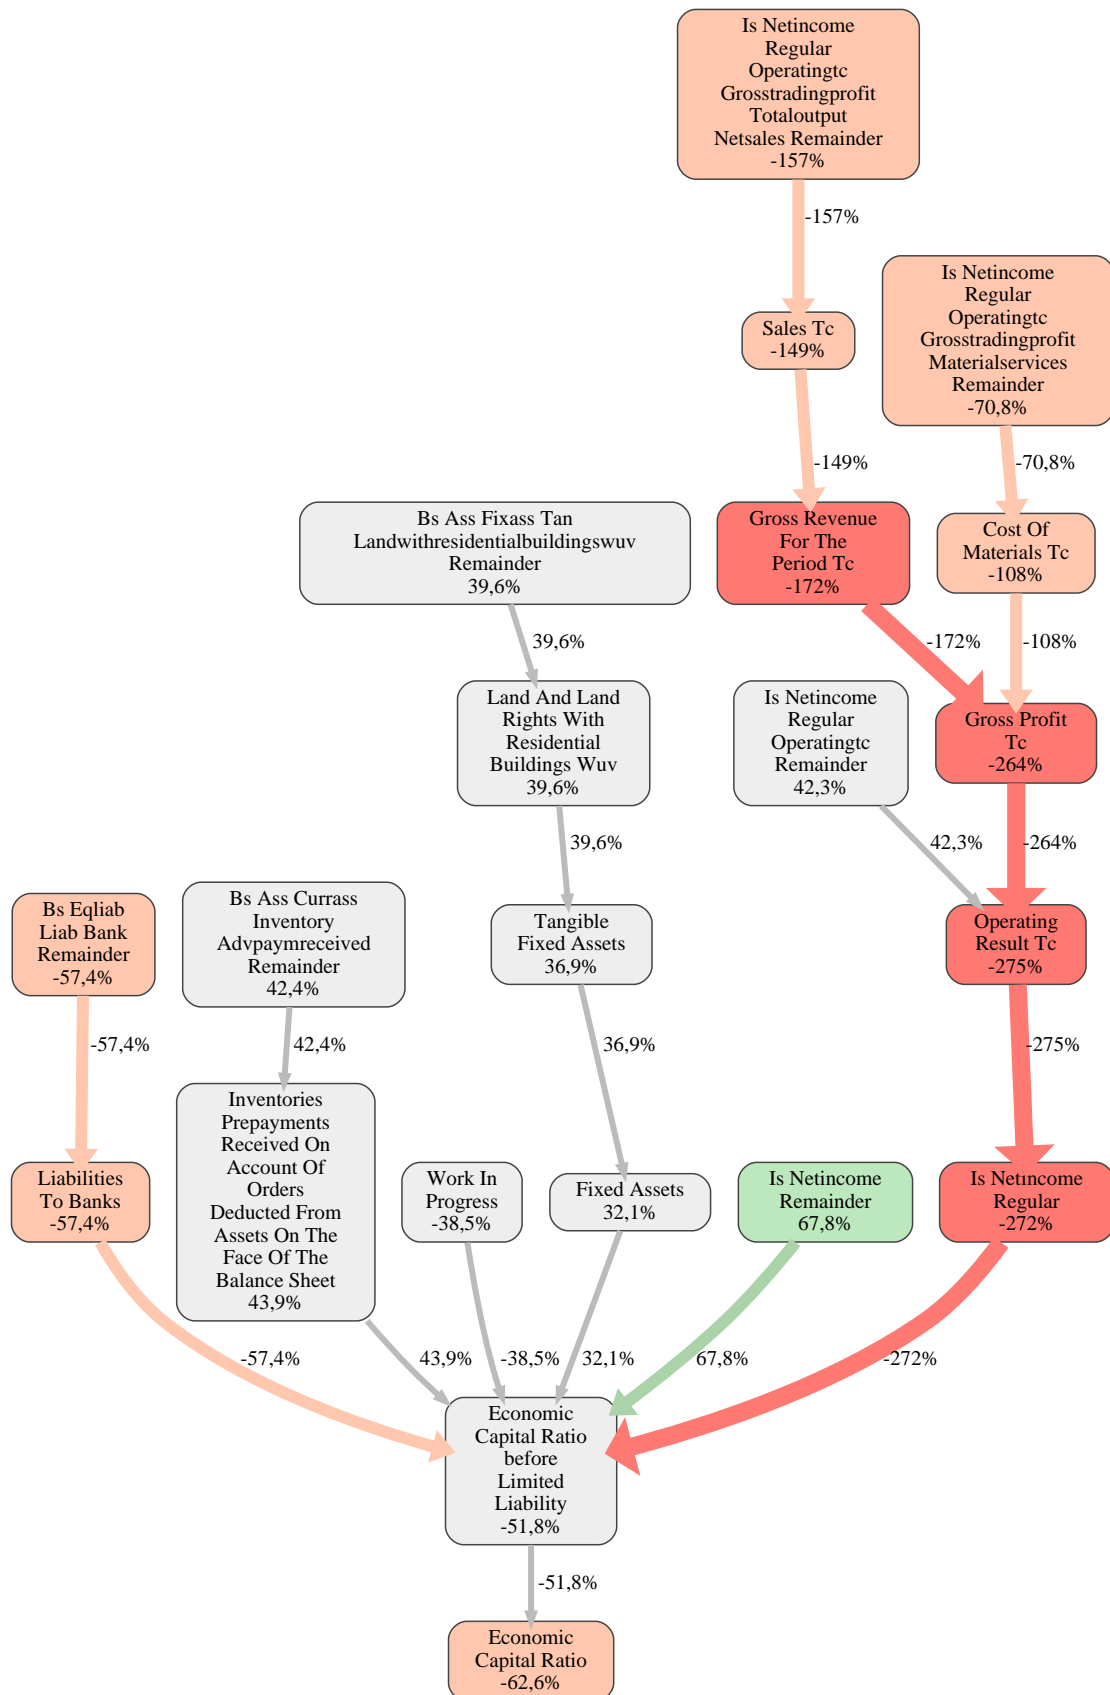 Is Netincome
Regular
Operatingtc
Grosstradingprofit
Totaloutput
Netsales Remainder
-157%
-157%
Sales Tc
-149%
Is Netincome
Regular
Operatingtc
Grosstradingprofit
Materialservices
Remainder
-70,8%
-149%
-70,8%
Bs Ass Fixass Tan
Landwithresidentialbuildingswuv
Remainder
39,6%
Gross Revenue
For The
Period Tc
-172%
Cost Of
Materials Tc
-108%
39,6%
-172%
-108%
Land And Land
Rights With
Residential
Buildings Wuv
39,6%
Is Netincome
Regular
Operatingtc
Remainder
42,3%
Gross Profit
Tc
-264%
39,6%
42,3%
-264%
Bs Eqliab
Liab Bank
Remainder
-57,4%
Bs Ass Currass
Inventory
Advpaymreceived
Remainder
42,4%
Tangible
Fixed Assets
36,9%
Operating
Result Tc
-275%
-57,4%
42,4%
36,9%
-275%
Liabilities
To Banks
-57,4%
Inventories
Prepayments
Received On
Account Of
Orders
Deducted From
Assets On The
Face Of The
Balance Sheet
43,9%
Work In
Progress
-38,5%
Fixed Assets
32,1%
Is Netincome
Remainder
67,8%
Is Netincome
Regular
-272%
-57,4%
43,9%
-38,5%
32,1%
67,8%
-272%
Economic
Capital Ratio
before
Limited
Liability
-51,8%
-51,8%
Economic
Capital Ratio
-62,6%